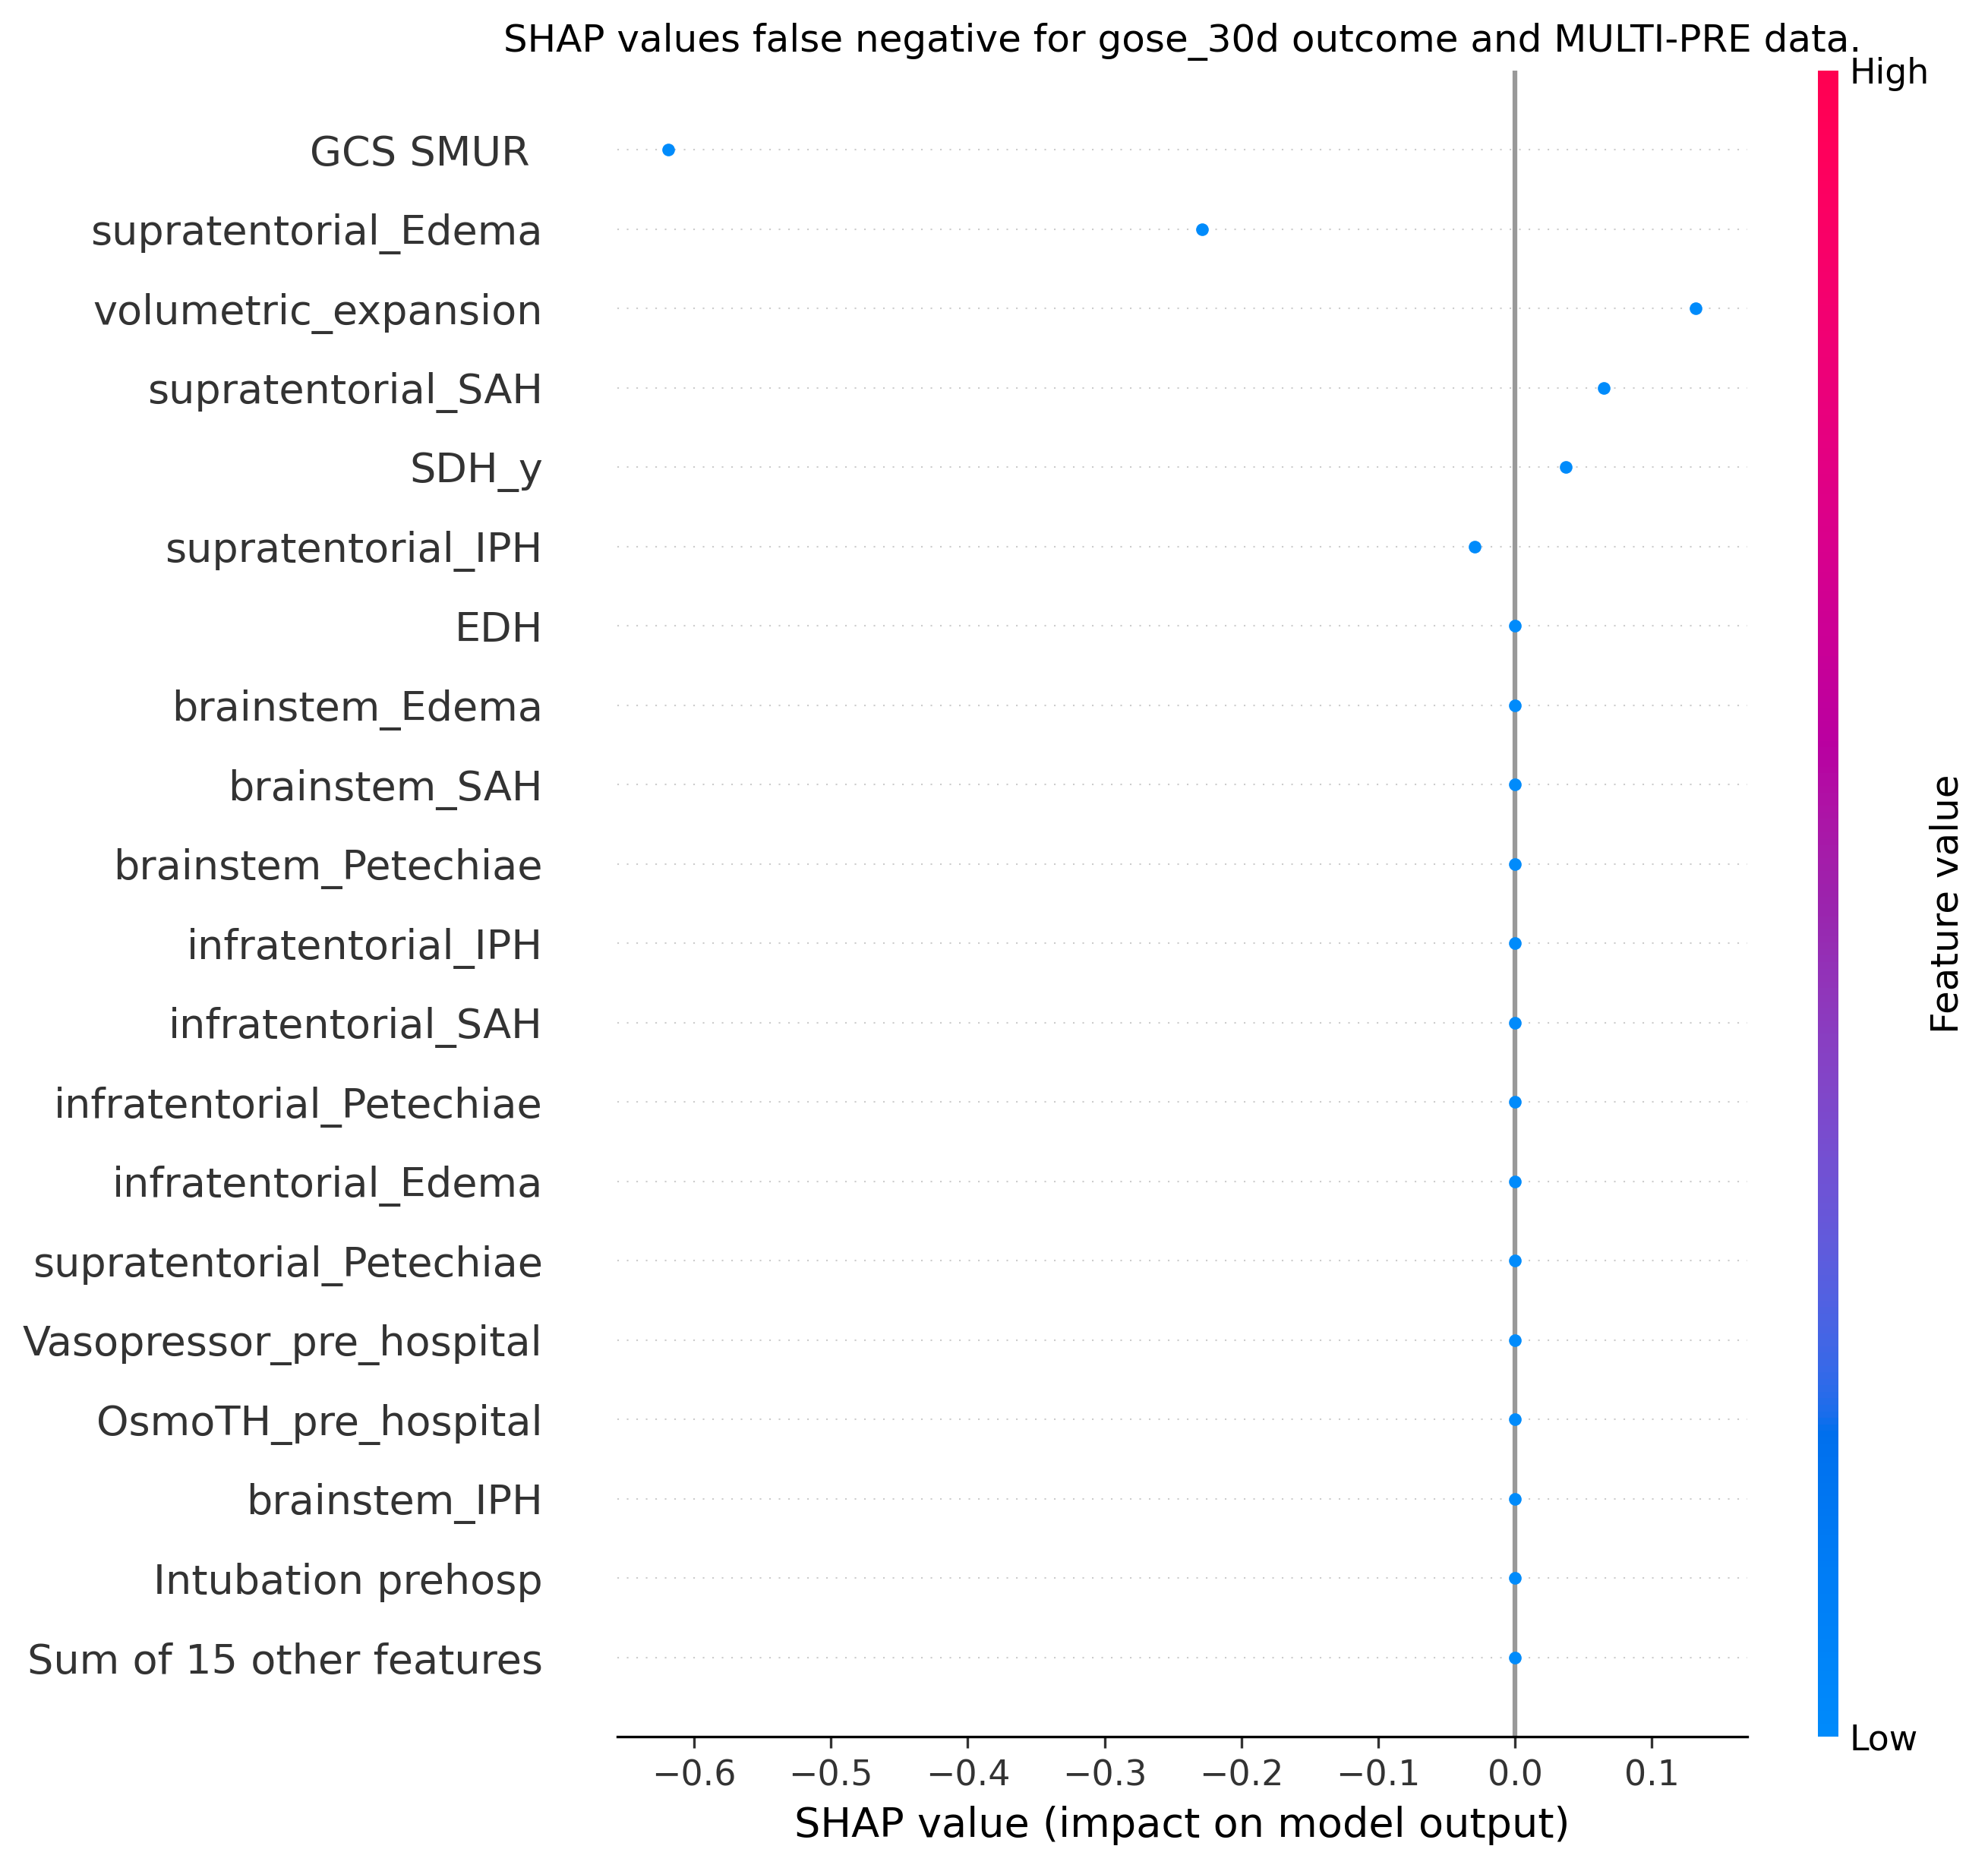 SHAP values false negative for gose_30d outcome and MULTI-PRE data.
High
GCS SMUR
supratentorial_Edema
volumetric_expansion
supratentorial_SAH
SDH_y
supratentorial_IPH
EDH
brainstem_Edema
brainstem_SAH
brainstem_Petechiae
infratentorial_IPH
infratentorial_SAH
infratentorial_Petechiae
infratentorial_Edema
supratentorial_Petechiae
Vasopressor_pre_hospital
OsmoTH_pre_hospital
brainstem_IPH
Intubation prehosp
Sum of 15 other features
Feature value
Low
−0.6 −0.5 −0.4 −0.3 −0.2 −0.1 0.0 0.1
SHAP value (impact on model output)